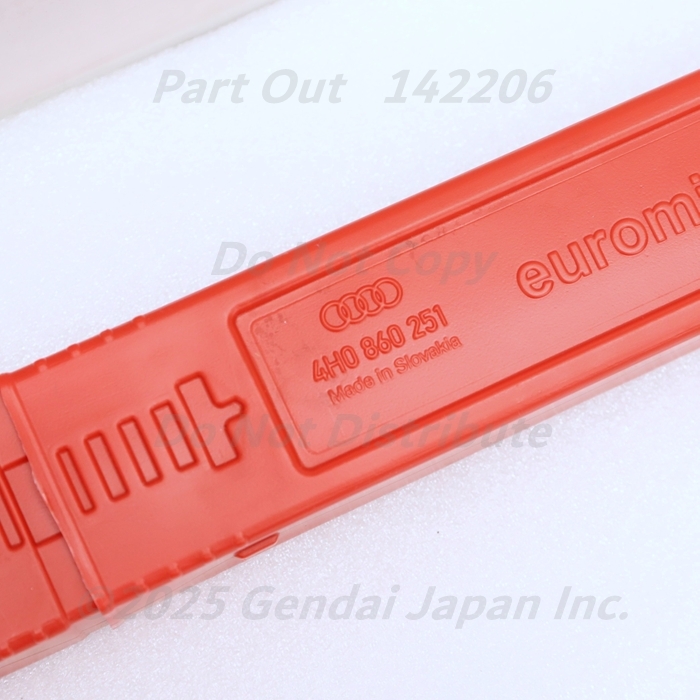 Part Out 142206
euromi
Do Not Copy
4H0 860 251
Made in Slovakia
Do Not Distribute
2025 Gendai Japan Inc.